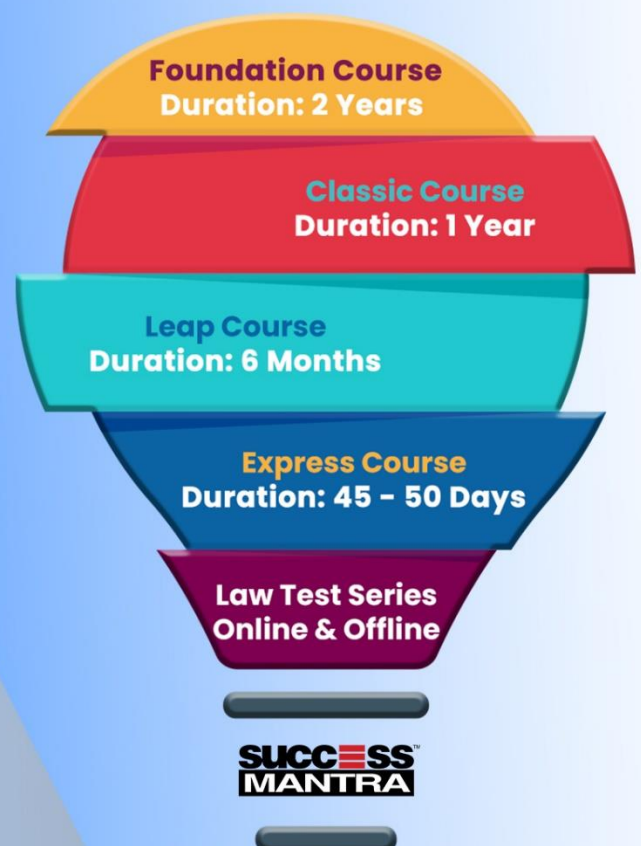 Foundation Course
Duration: 2 Years
Classic Course
Duration: 1 Year
Leap Course
Duration: 6 Months
Express Course
Duration: 45 - 50 Days
Law Test Series
Online & Offline
SUCCESS™
MANTRA